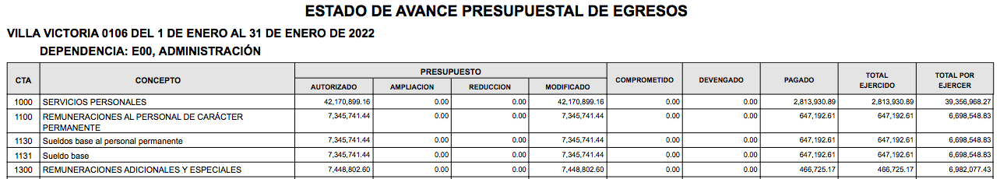 ESTADO DE AVANCE PRESUPUESTAL DE EGRESOS
VILLA VICTORIA 0106 DEL 1 DE ENERO AL 31 DE ENERO DE 2022
DEPENDENCIA: E00, ADMINISTRACIÓN
CTA CONCEPTO PRESUPUESTO COMPROMETIDO DEVENGADO PAGADO TOTAL EJERCIDO TOTAL POR EJERCER
AUTORIZADO AMPLIACION REDUCCION MODIFICADO
1000 SERVICIOS PERSONALES 42,170,899.16 0.00 0.00 42,170,899.16 0.00 0.00 2,813,930.89 2,813,930.89 39,356,968.27
1100 REMUNERACIONES AL PERSONAL DE CARÁCTER 7,345,741.44 0.00 0.00 7,345,741.44 0.00 0.00 647,192.61 647,192.61 6,698,548.83
PERMANENTE
1130 Sueldos base al personal permanente 7,345,741.44 0.00 0.00 7,345,741.44 0.00 0.00 647,192.61 647,192.61 6,698,548.83
1131 Sueldo base 7,345,741.44 0.00 0.00 7,345,741.44 0.00 0.00 647,192.61 647,192.61 6,698,548.83
1300 REMUNERACIONES ADICIONALES Y ESPECIALES 7,448,802.60 0.00 0.00 7,448,802.60 0.00 0.00 466,725.17 466,725.17 6,982,077.43